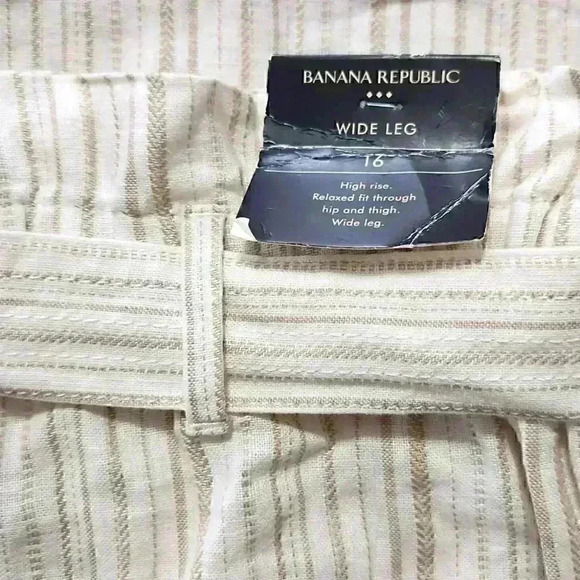 BANANA REPUBLIC
WIDE LEG
16
High rise.
Relaxed fit through
hip and thigh.
Wide leg.